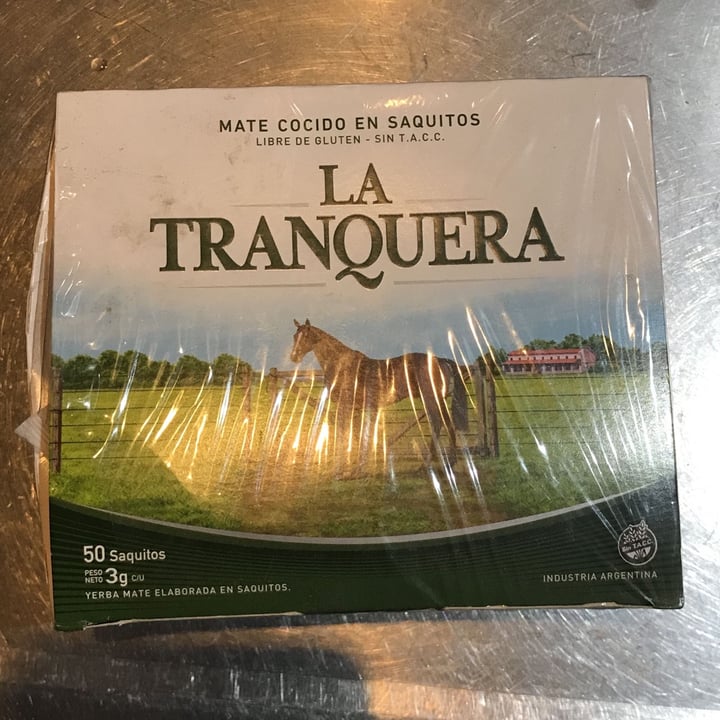 MATE COCIDO EN SAQUITOS
LIBRE DE GLUTEN - SIN T.A.C.C.
LA
TRANQUERA
50 Saquitos
PESO NETO 3g C/U
YERBA MATE ELABORADA EN SAQUITOS.
Sin T.A.C.C.
INDUSTRIA ARGENTINA